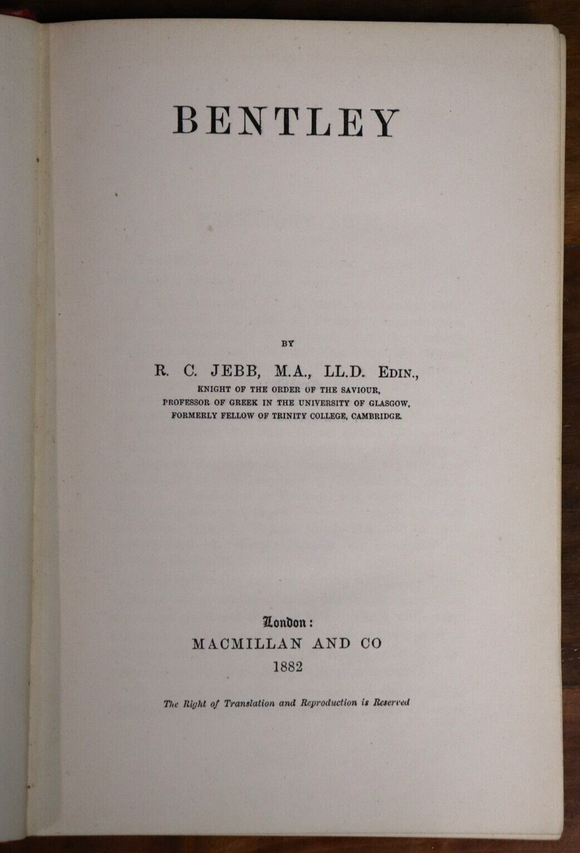 BENTLEY
BY
R. C. JEBB, M.A., LL.D. EDIN.,
KNIGHT OF THE ORDER OF THE SAVIOUR,
PROFESSOR OF GREEK IN THE UNIVERSITY OF GLASGOW,
FORMERLY FELLOW OF TRINITY COLLEGE, CAMBRIDGE.
London:
MACMILLAN AND CO
1882
The Right of Translation and Reproduction is Reserved